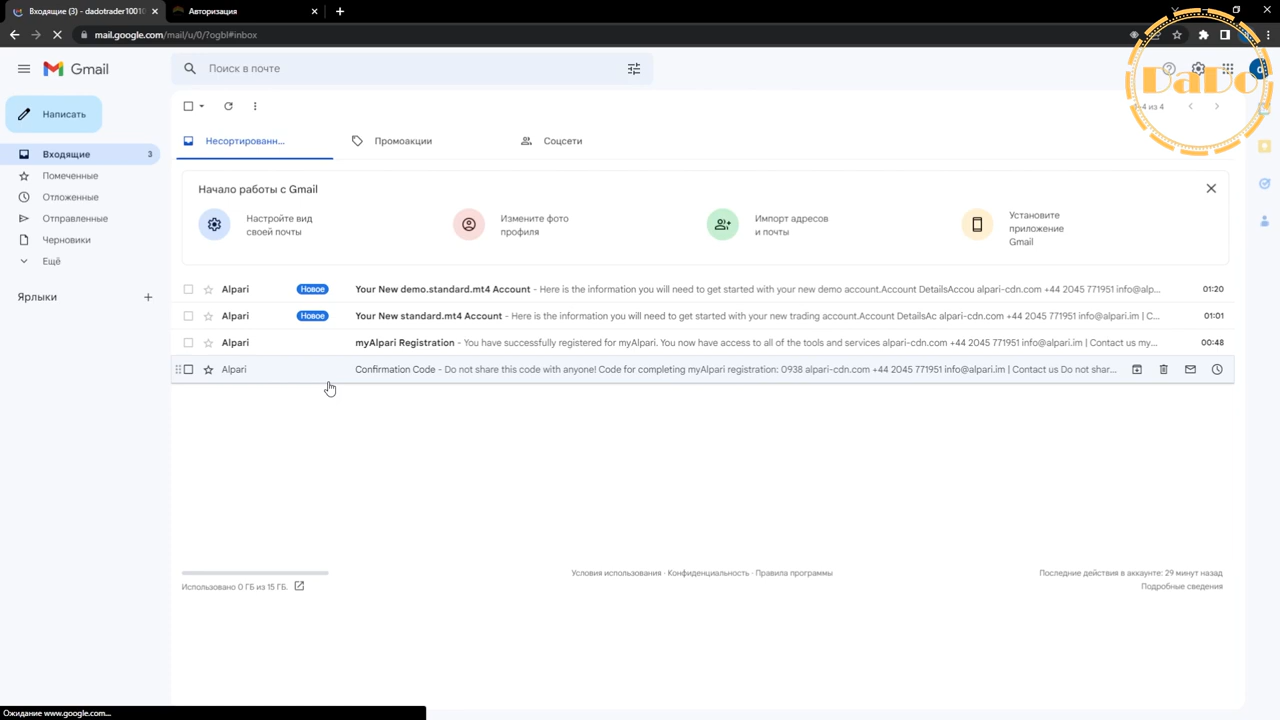 Входящие (3) - dadotrader10010
Авторизация
mail.google.com/mail/u/0/?ogbl#inbox
DaDo
Gmail
Поиск в почте
Написать
4 из 4
Несортированн...
Промоакции
Соцсети
Входящие 3
Помеченные
Отложенные
Отправленные
Черновики
Ещё
Ярлыки
Начало работы с Gmail
Настройте вид
своей почты
Измените фото
профиля
Импорт адресов
и почты
Установите
приложение
Gmail
Alpari Новое Your New demo.standard.mt4 Account - Here is the information you will need to get started with your new demo account.Account DetailsAccou alpari-cdn.com +44 2045 771951 info@alp... 01:20
Alpari Новое Your New standard.mt4 Account - Here is the information you will need to get started with your new trading account.Account DetailsAc alpari-cdn.com +44 2045 771951 info@alpari.im | C... 01:01
Alpari myAlpari Registration - You have successfully registered for myAlpari. You now have access to all of the tools and services alpari-cdn.com +44 2045 771951 info@alpari.im | Contact us my... 00:48
Alpari Confirmation Code - Do not share this code with anyone! Code for completing myAlpari registration: 0938 alpari-cdn.com +44 2045 771951 info@alpari.im | Contact us Do not shar...
Использовано 0 ГБ из 15 ГБ.
Условия использования · Конфиденциальность · Правила программы
Последние действия в аккаунте: 29 минут назад
Подробные сведения
Ожидание www.google.com...